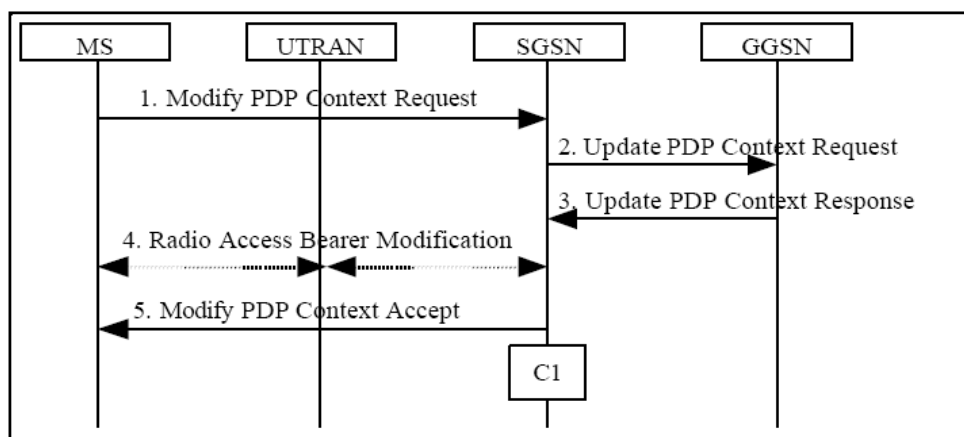 MS UTRAN SGSN GGSN
1. Modify PDP Context Request
2. Update PDP Context Request
3. Update PDP Context Response
4. Radio Access Bearer Modification
5. Modify PDP Context Accept
C1